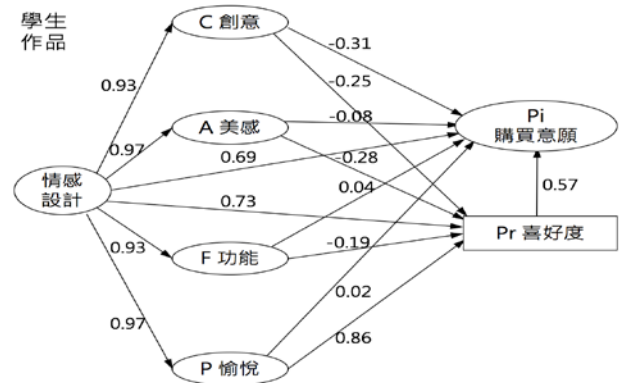 學生
作品
C 創意
-0.31
-0.25
0.93
A 美感
-0.08
Pi
購買意願
0.97
0.69
-0.28
情感
設計
0.73
0.04
0.57
Pr 喜好度
0.93
F 功能
-0.19
0.02
0.97
0.86
P 愉悅